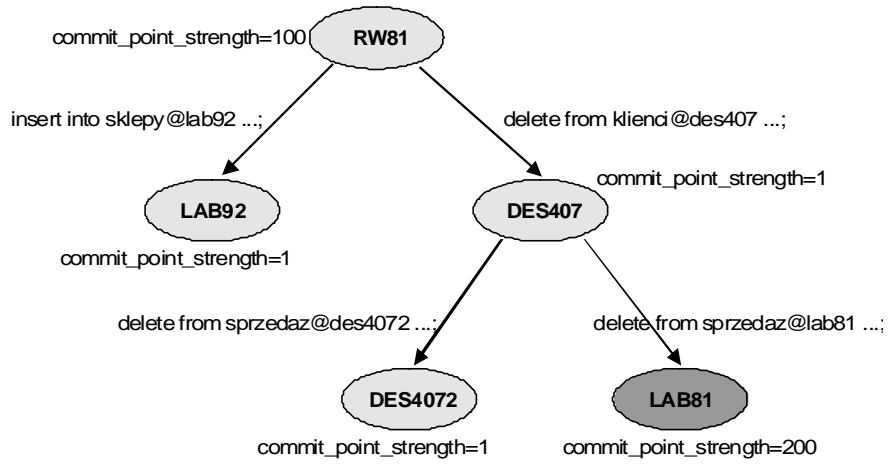 commit_point_strength=100
RW81
insert into sklepy@lab92 ...;
delete from klienci@des407 ...;
commit_point_strength=1
LAB92
DES407
commit_point_strength=1
delete from sprzedaz@des4072 ...;
delete from sprzedaz@lab81 ...;
DES4072
LAB81
commit_point_strength=1
commit_point_strength=200